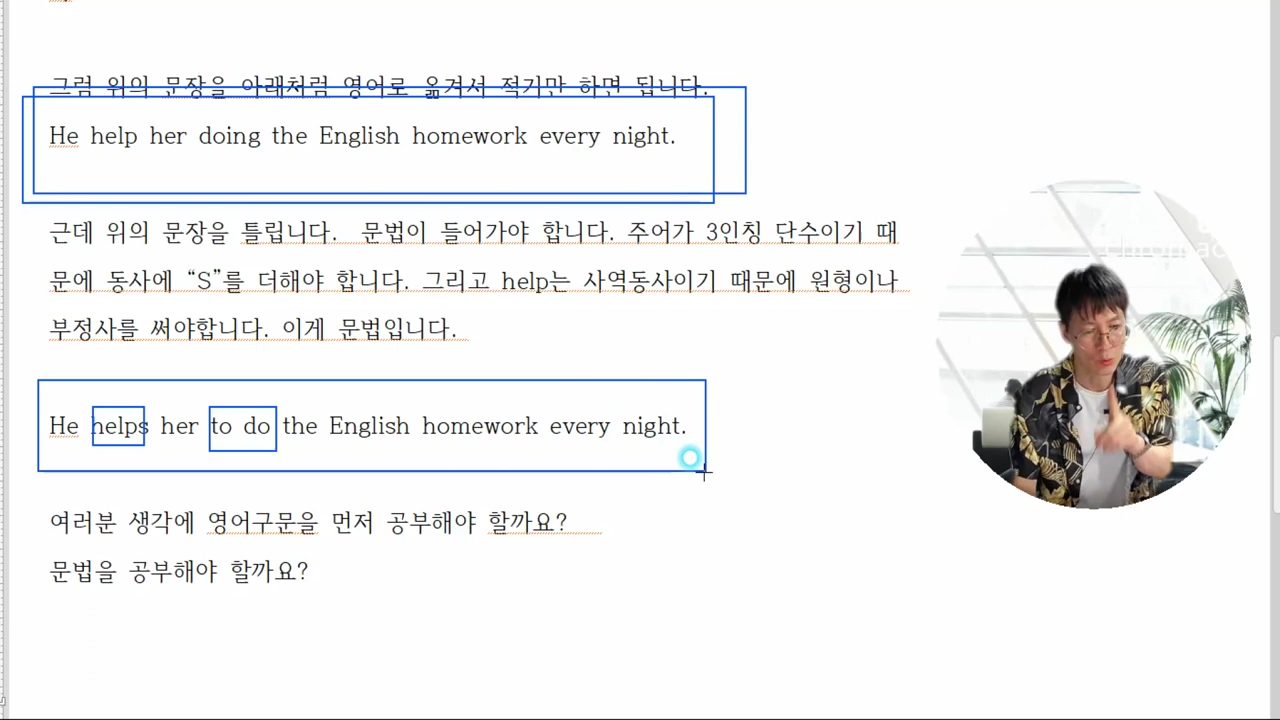 그럼 위의 문장을 아래처럼 영어로 옮겨서 적기만 하면 됩니다.
He help her doing the English homework every night.
근데 위의 문장을 틀립니다. 문법이 들어가야 합니다. 주어가 3인칭 단수이기 때
문에 동사에 “S”를 더해야 합니다. 그리고 help는 사역동사이기 때문에 원형이나
부정사를 써야합니다. 이게 문법입니다.
He helps her to do the English homework every night.
여러분 생각에 영어구문을 먼저 공부해야 할까요?
문법을 공부해야 할까요?